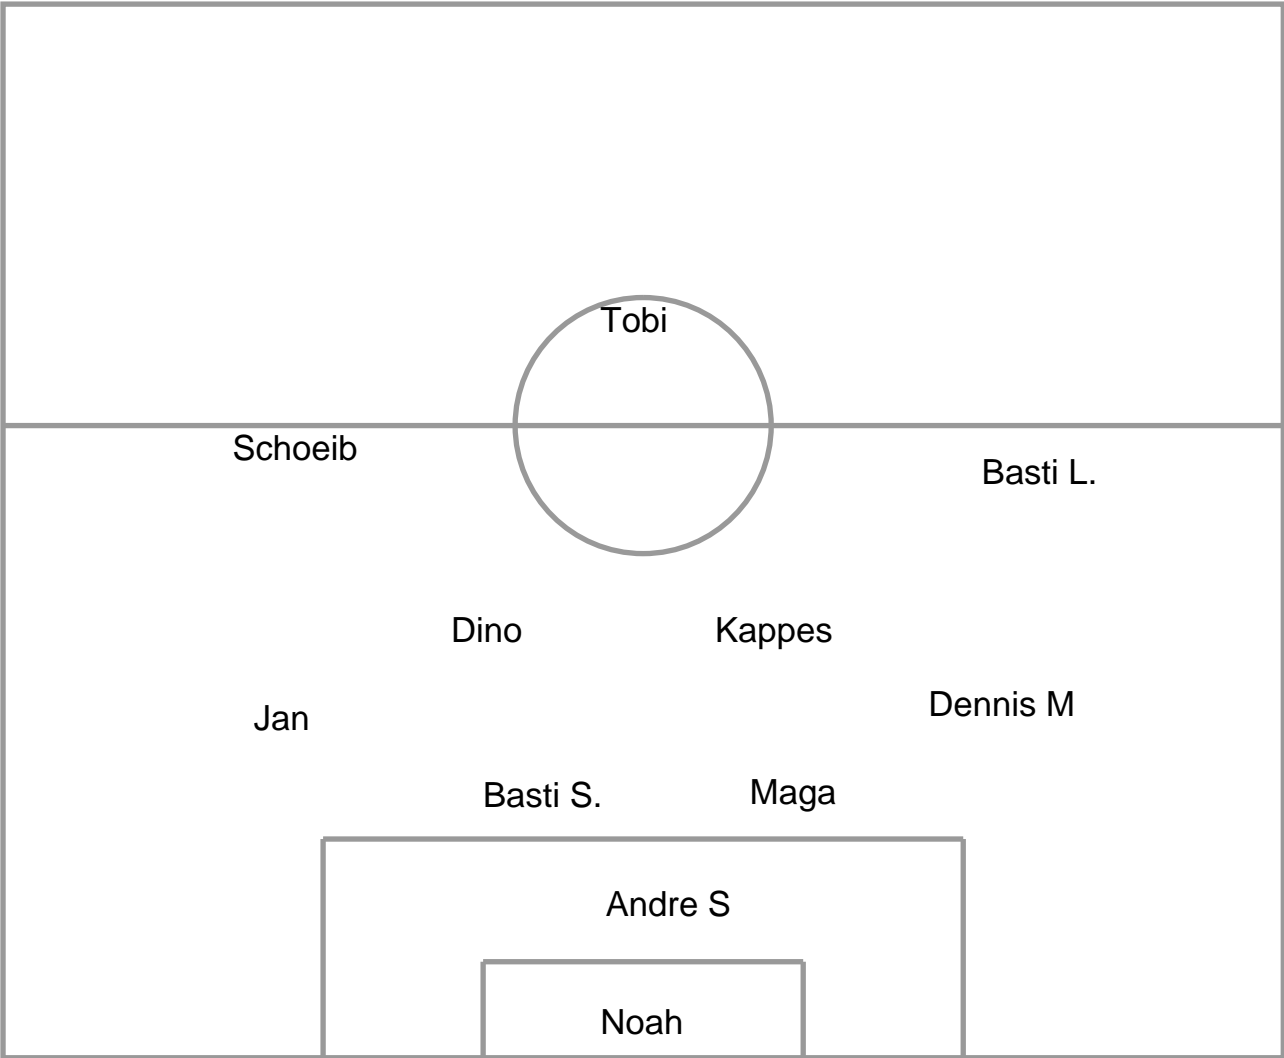 Tobi
Schoeib
Basti L.
Dino
Kappes
Jan
Dennis M
Basti S.
Maga
Andre S
Noah